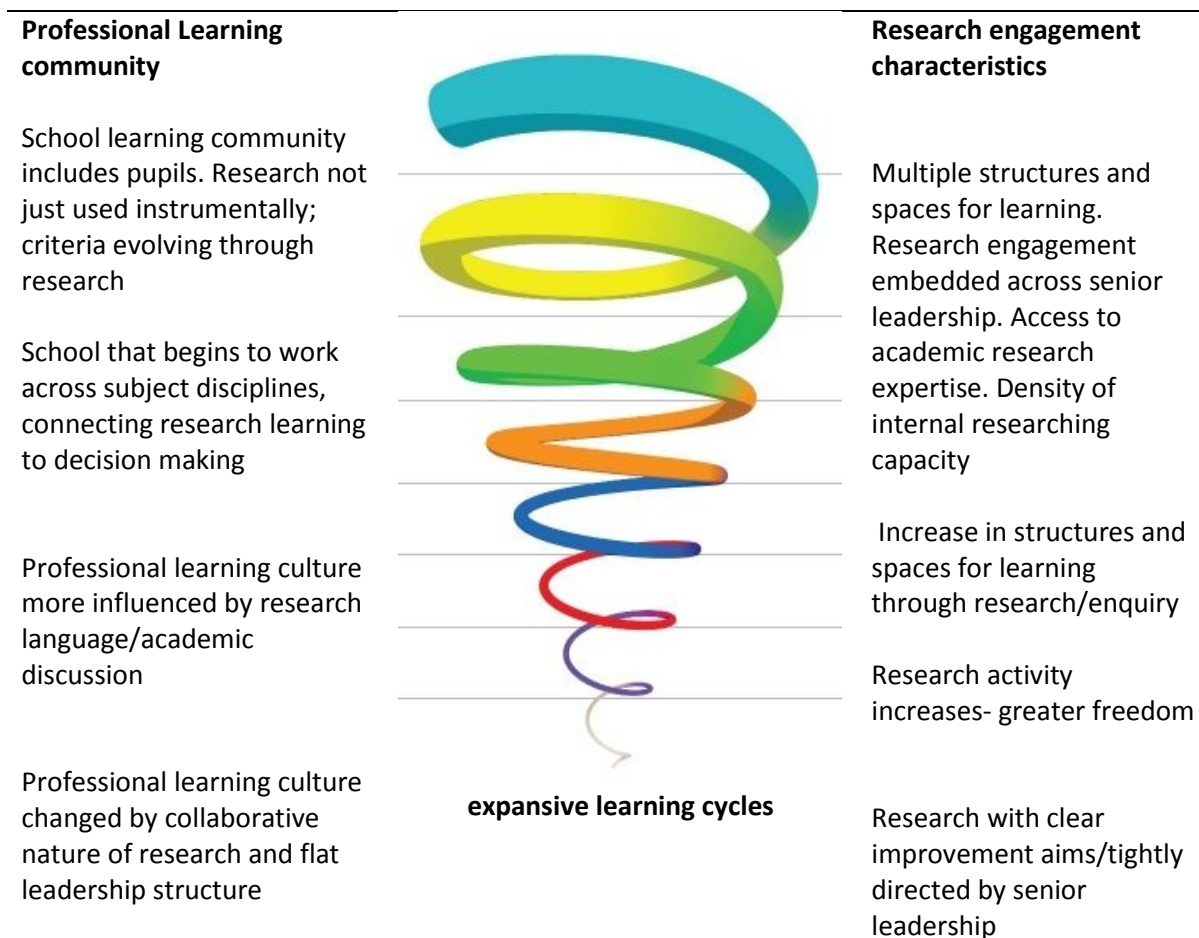 Professional Learning
community
School learning community
includes pupils. Research not
just used instrumentally;
criteria evolving through
research
School that begins to work
across subject disciplines,
connecting research learning
to decision making
Professional learning culture
more influenced by research
language/academic
discussion
Professional learning culture
changed by collaborative
nature of research and flat
leadership structure
expansive learning cycles
Research engagement
characteristics
Multiple structures and
spaces for learning.
Research engagement
embedded across senior
leadership. Access to
academic research
expertise. Density of
internal researching
capacity
Increase in structures and
spaces for learning
through research/enquiry
Research activity
increases- greater freedom
Research with clear
improvement aims/tightly
directed by senior
leadership